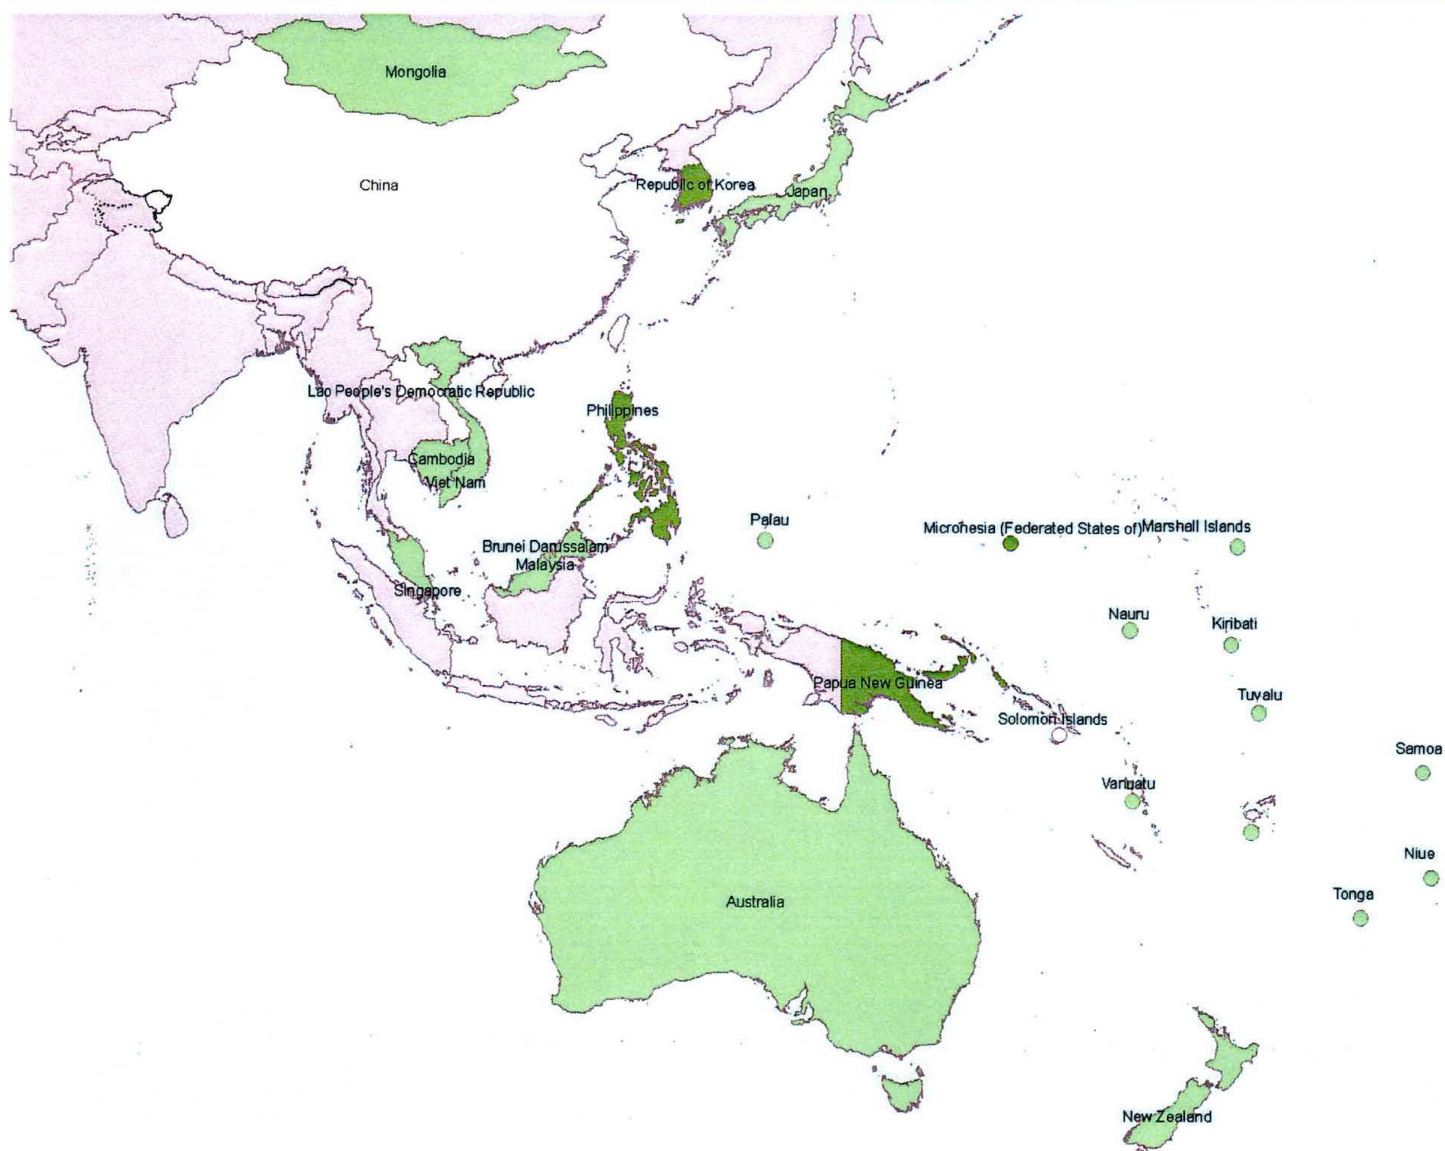 Mongolia
China
Republic of Korea
Japan
Lao People's Democratic Republic
Philippines
Cambodia
Viet Nam
Palau
Micronesia (Federated States of)
Marshall Islands
Brunei Darussalam
Malaysia
Singapore
Nauru
Kiribati
Papua New Guinea
Tuvalu
Solomon Islands
Samoa
Vanuatu
Niue
Tonga
Australia
New Zealand